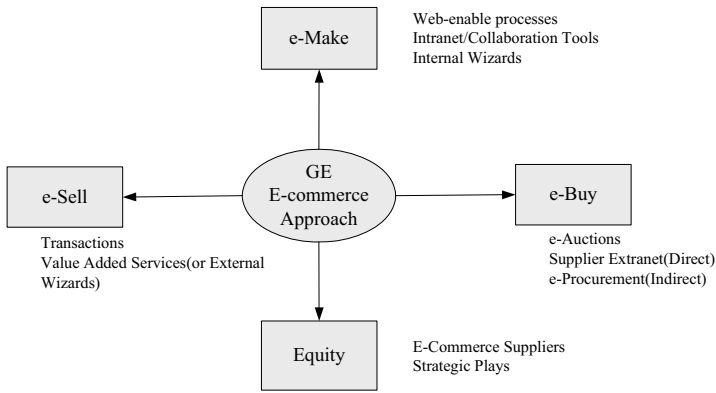 e-Make
Web-enable processes
Intranet/Collaboration Tools
Internal Wizards
GE
E-commerce
Approach
e-Sell
Transactions
Value Added Services(or External
Wizards)
e-Buy
e-Auctions
Supplier Extranet(Direct)
e-Procurement(Indirect)
Equity
E-Commerce Suppliers
Strategic Plays